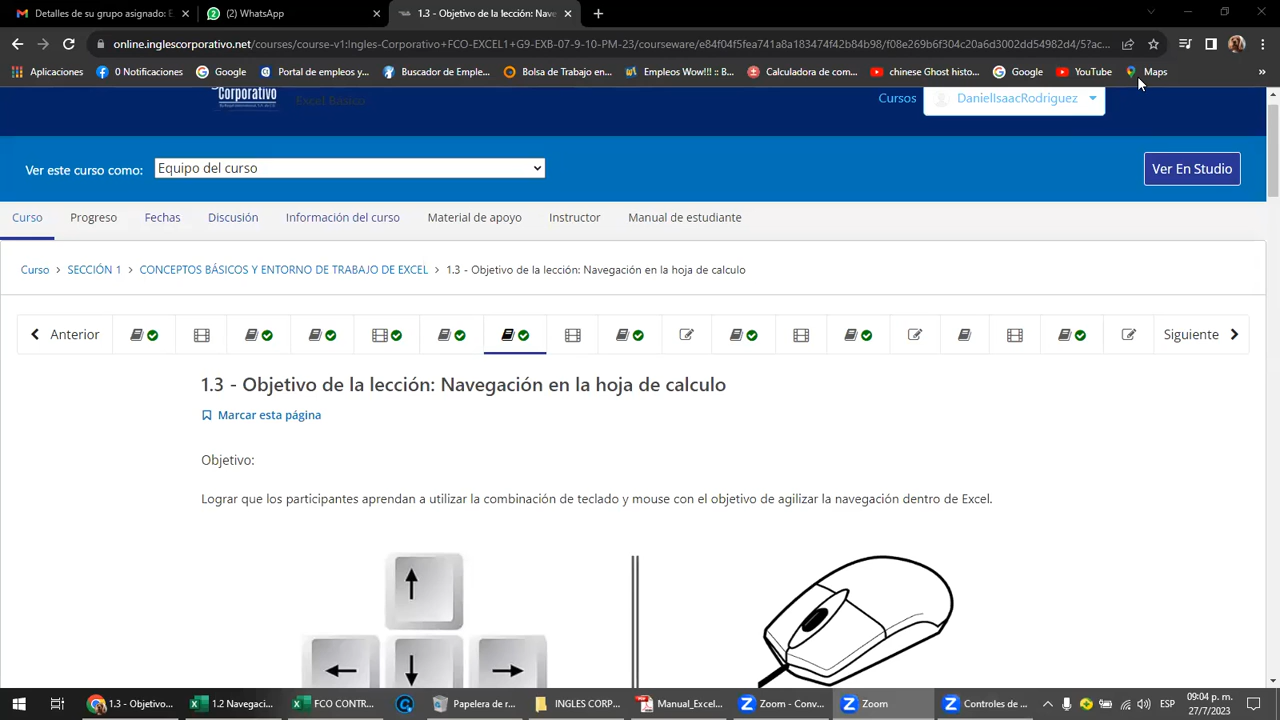 Detalles de su grupo asignado: E
(2) WhatsApp
1.3 - Objetivo de la lección: Nave
online.inglescorporativo.net/courses/course-v1:Ingles-Corporativo+FCO-EXCEL1+G9-EXB-07-9-10-PM-23/courseware/e84f04f5fea741a8a183474f42b84b98/f08e269b6f304c20a6d3002dd54982d4/5?ac...
Aplicaciones
0 Notificaciones
Google
Portal de empleos y...
Buscador de Emple...
Bolsa de Trabajo en...
Empleos Wow!!! :: B...
Calculadora de com...
chinese Ghost histo...
Google
YouTube
Maps
»
Corporativo
Excel Básico
Cursos
DanielIsaacRodriguez
Ver este curso como:
Equipo del curso
Ver En Studio
Curso
Progreso
Fechas
Discusión
Información del curso
Material de apoyo
Instructor
Manual de estudiante
Curso > SECCIÓN 1 > CONCEPTOS BÁSICOS Y ENTORNO DE TRABAJO DE EXCEL > 1.3 - Objetivo de la lección: Navegación en la hoja de calculo
Anterior
Siguiente
1.3 - Objetivo de la lección: Navegación en la hoja de calculo
Marcar esta página
Objetivo:
Lograr que los participantes aprendan a utilizar la combinación de teclado y mouse con el objetivo de agilizar la navegación dentro de Excel.
1.3 - Objetivo...
1.2 Navegació...
FCO CONTR...
Papelera de r...
INGLES CORP...
Manual_Excel...
Zoom - Conv...
Zoom
Controles de ...
ESP
09:04 p. m.
27/7/2023